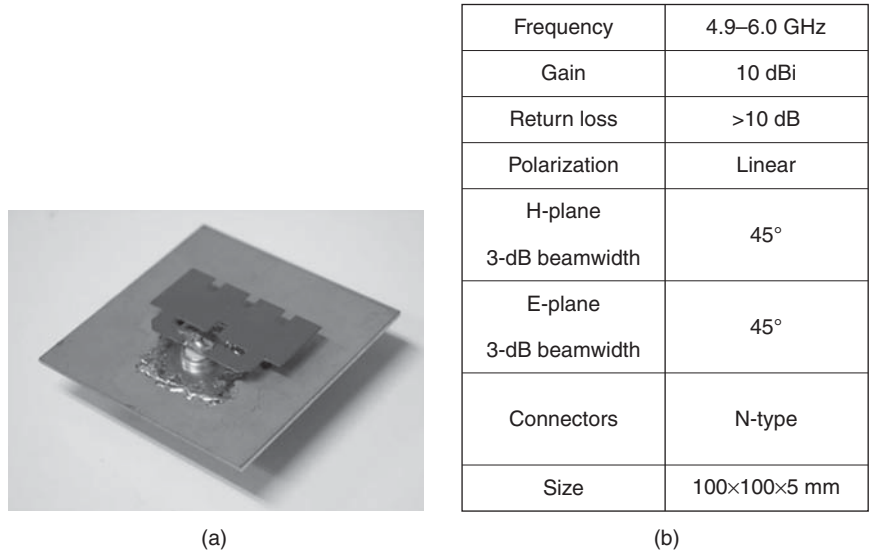 Frequency 4.9–6.0 GHz
Gain 10 dBi
Return loss >10 dB
Polarization Linear
H-plane
3-dB beamwidth
45°
E-plane
3-dB beamwidth
45°
Connectors N-type
Size 100×100×5 mm
(a)
(b)